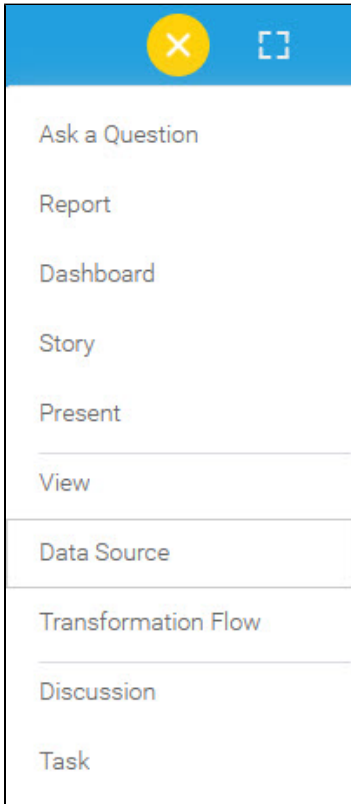 Ask a Question
Report
Dashboard
Story
Present
View
Data Source
Transformation Flow
Discussion
Task